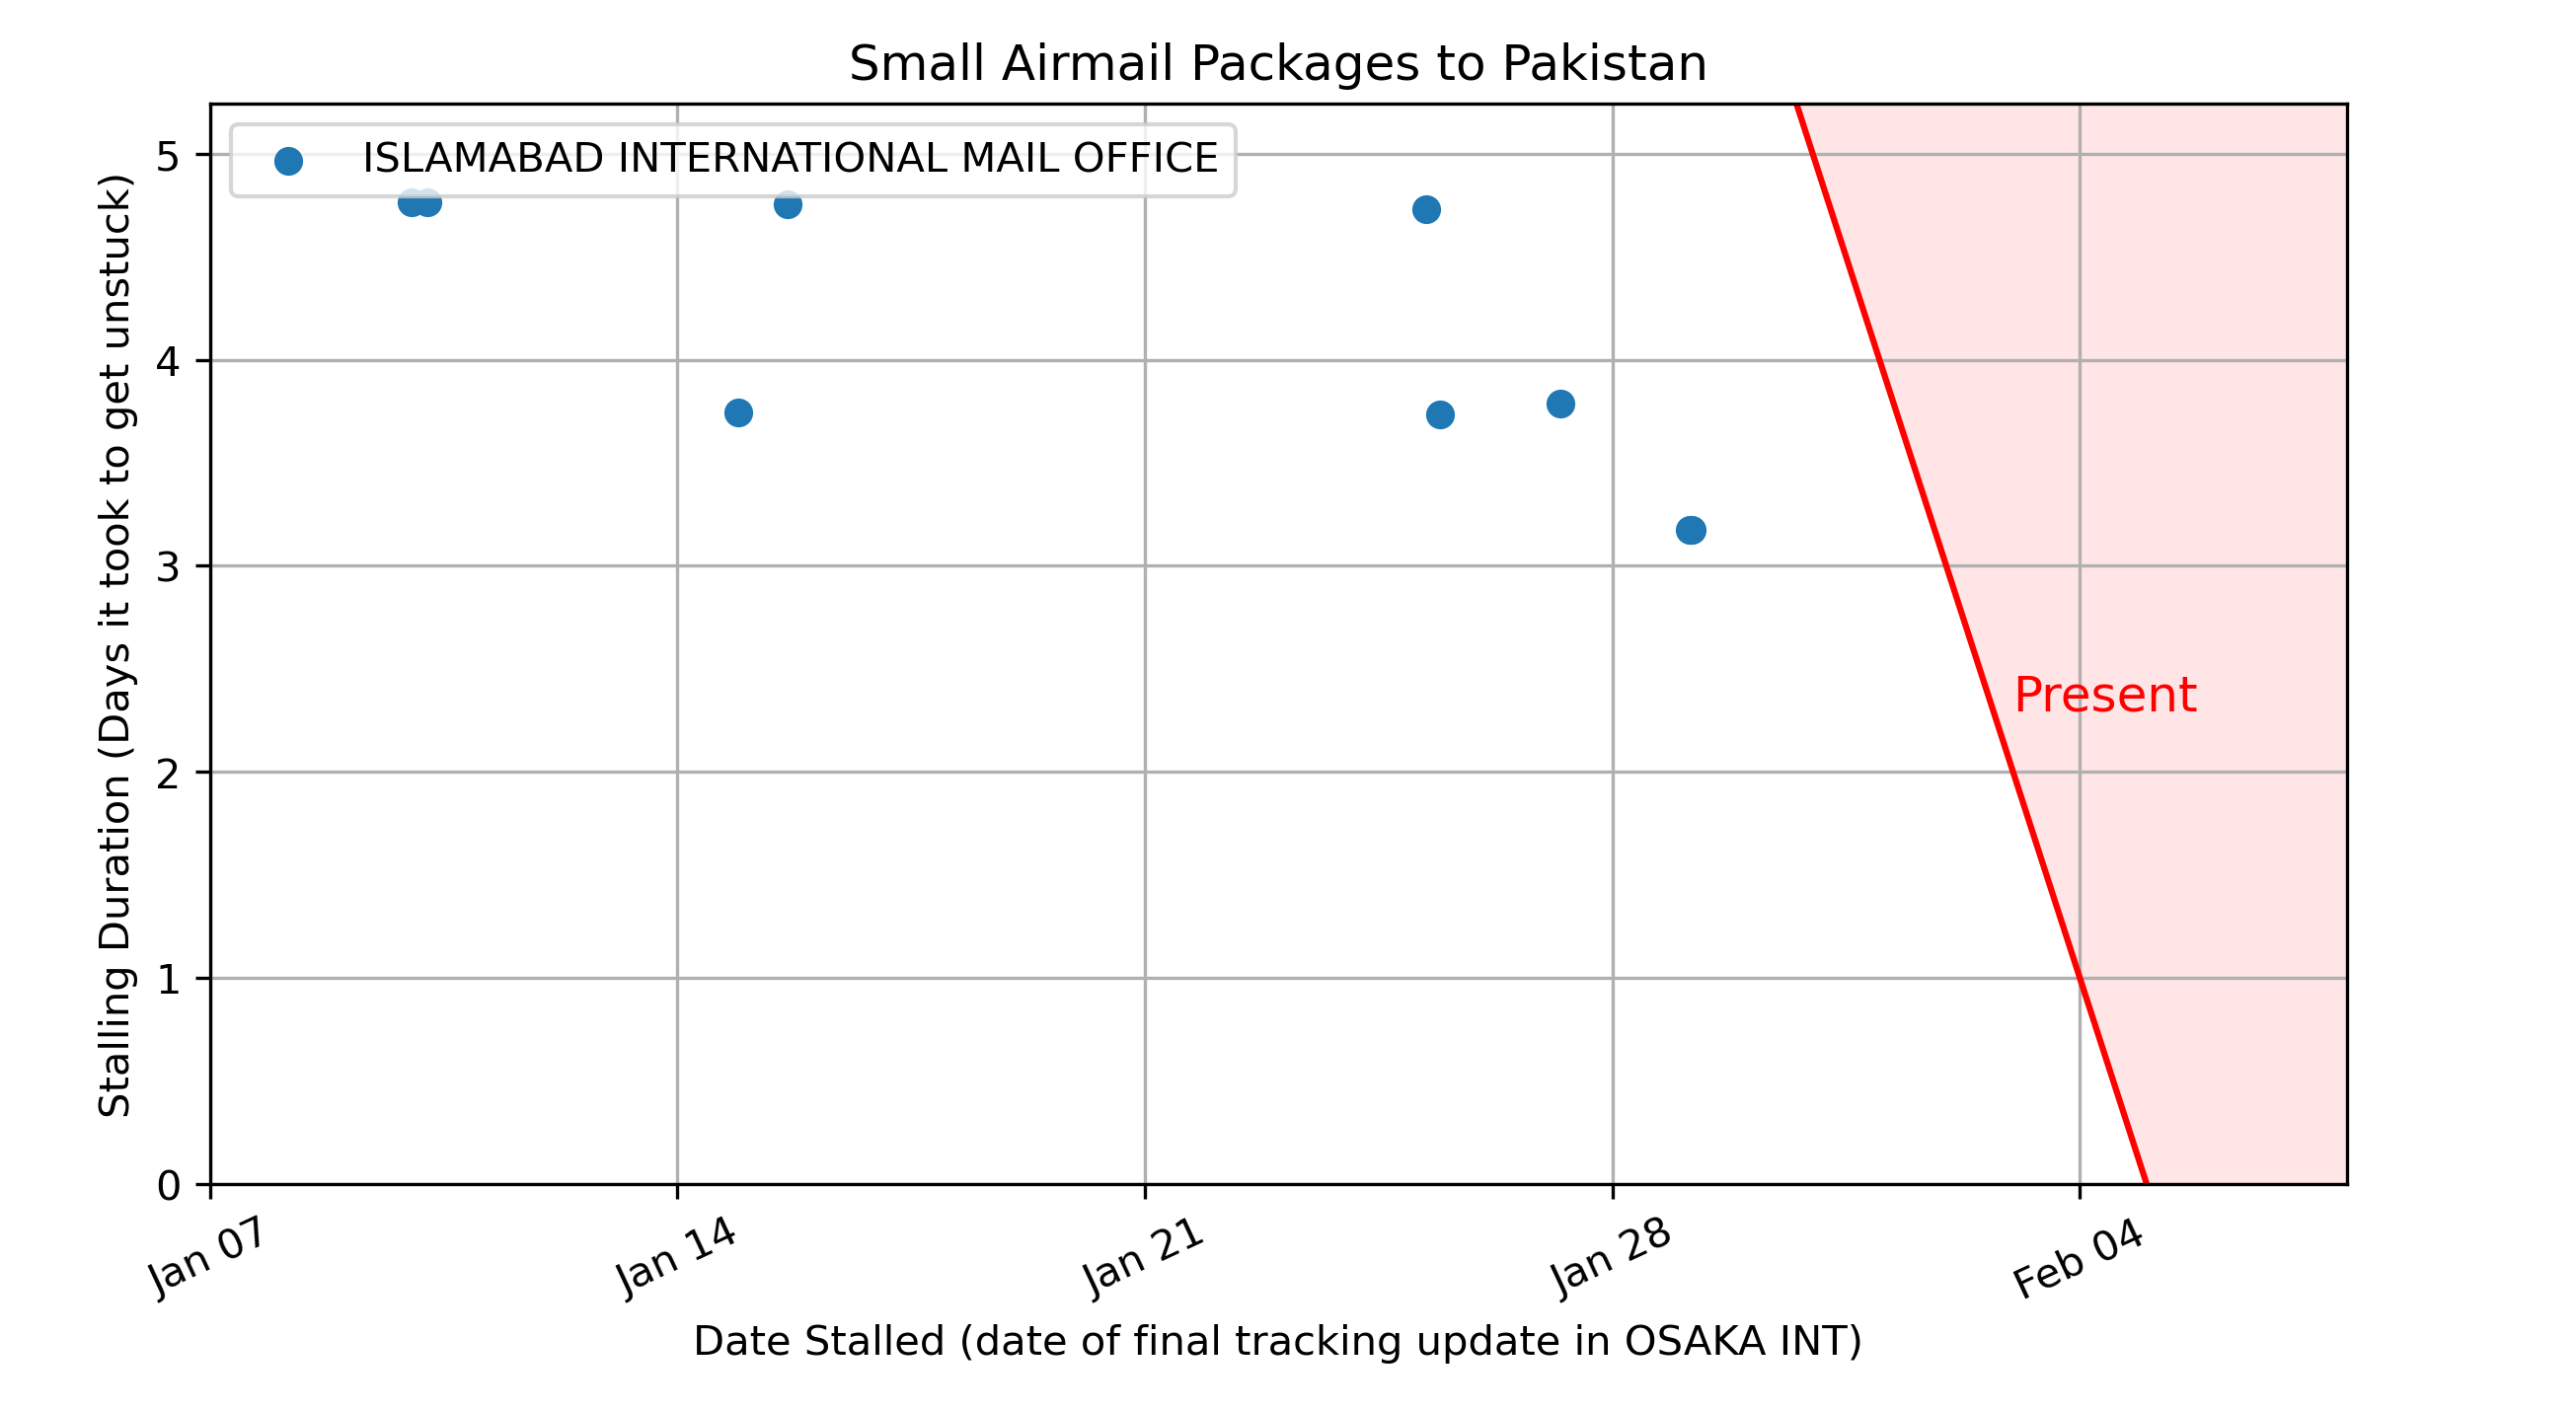 Small Airmail Packages to Pakistan
ISLAMABAD INTERNATIONAL MAIL OFFICE
Stalling Duration (Days it took to get unstuck)
5
4
3
2
1
0
Present
Jan 07
Jan 14
Jan 21
Jan 28
Feb 04
Date Stalled (date of final tracking update in OSAKA INT)